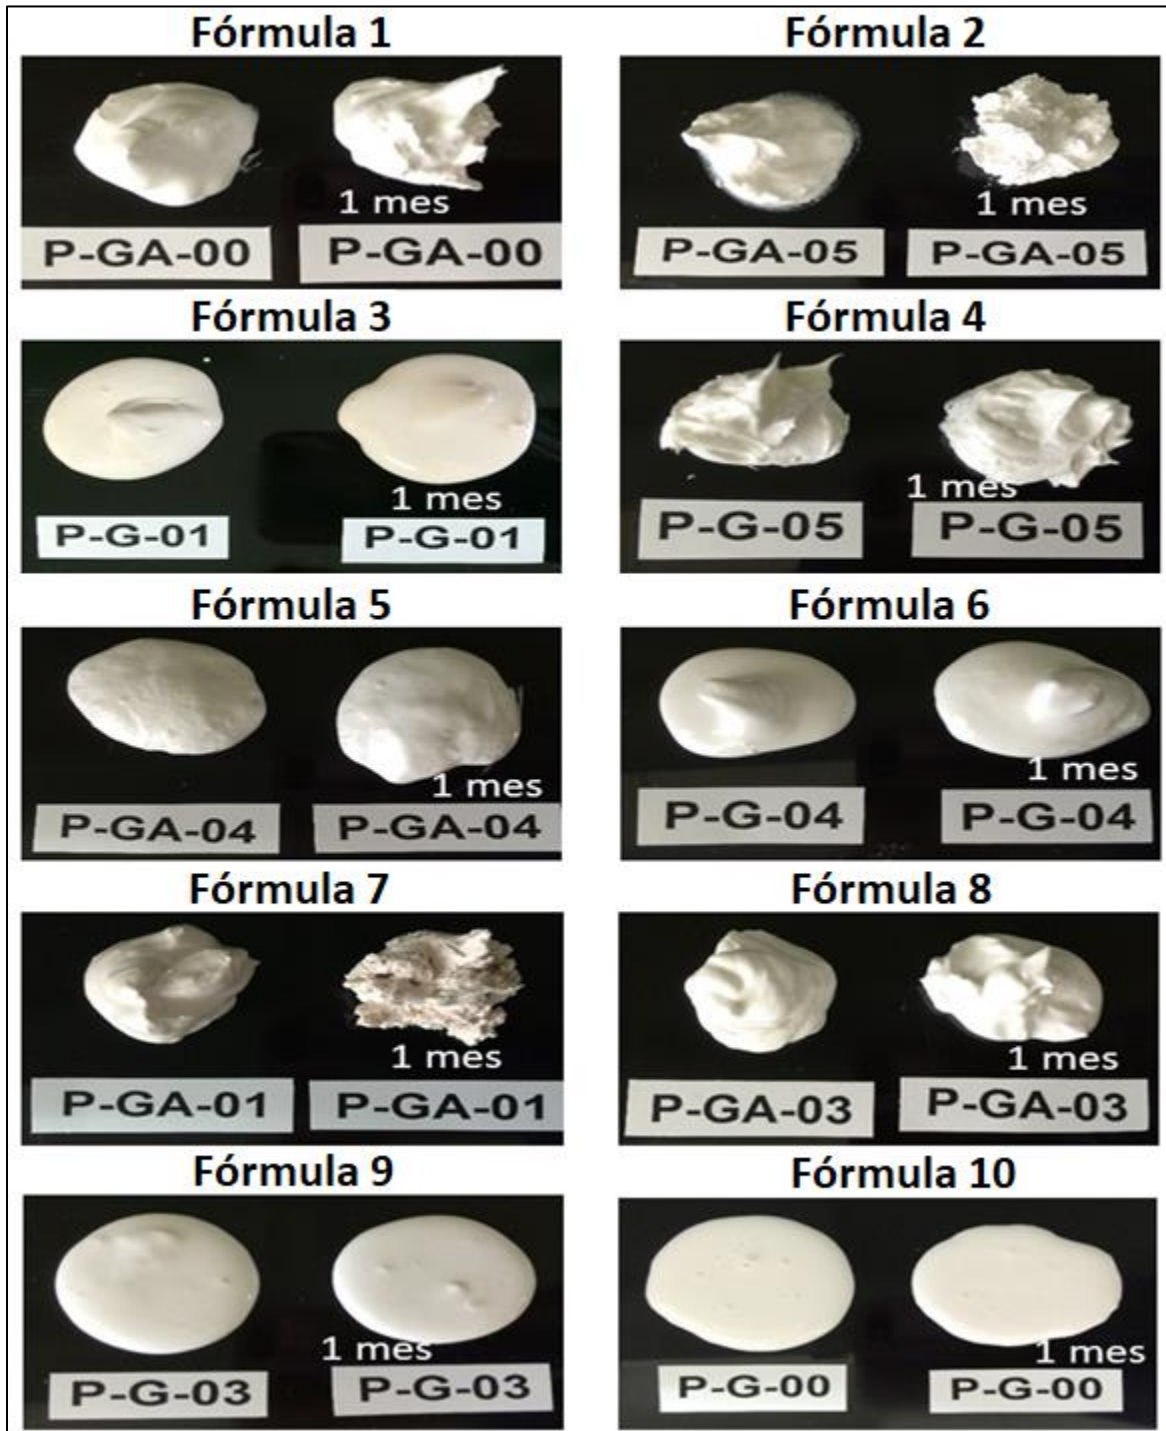 Fórmula 1
1 mes
P-GA-00
P-GA-00
Fórmula 2
1 mes
P-GA-05
P-GA-05
Fórmula 3
1 mes
P-G-01
P-G-01
Fórmula 4
1 mes
P-G-05
P-G-05
Fórmula 5
1 mes
P-GA-04
P-GA-04
Fórmula 6
1 mes
P-G-04
P-G-04
Fórmula 7
1 mes
P-GA-01
P-GA-01
Fórmula 8
1 mes
P-GA-03
P-GA-03
Fórmula 9
1 mes
P-G-03
P-G-03
Fórmula 10
1 mes
P-G-00
P-G-00